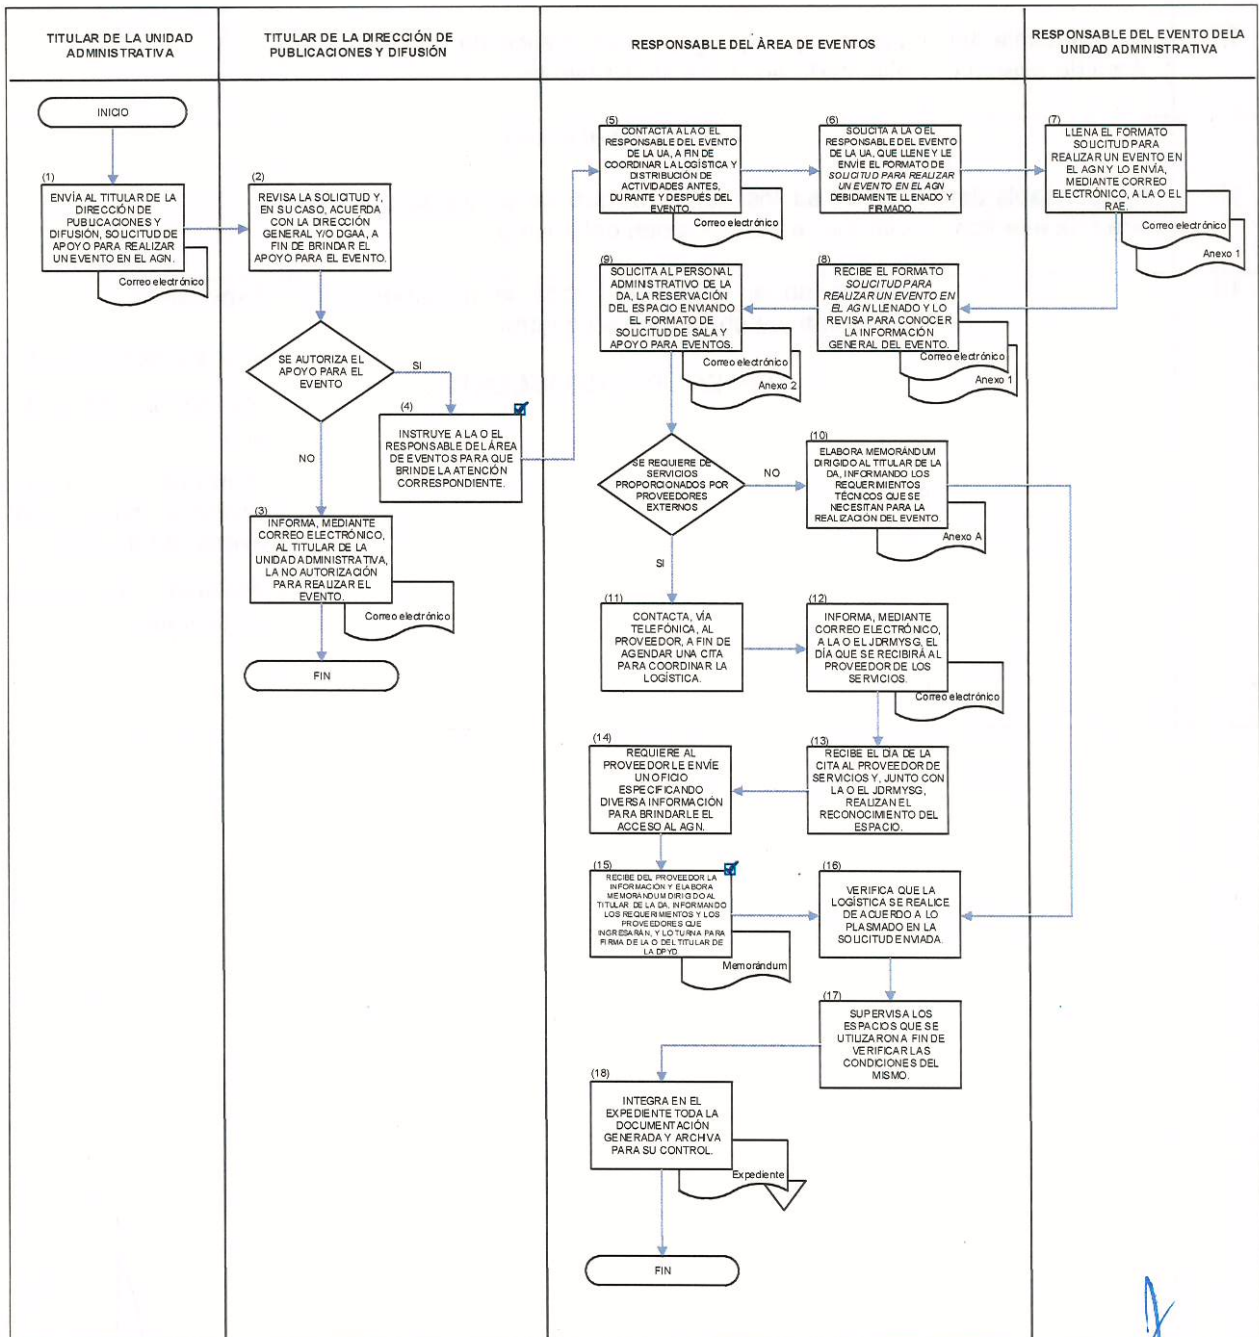 TITULAR DE LA UNIDAD
ADMINISTRATIVA
TITULAR DE LA DIRECCIÓN DE
PUBLICACIONES Y DIFUSIÓN
RESPONSABLE DEL ÁREA DE EVENTOS
RESPONSABLE DEL EVENTO DE LA
UNIDAD ADMINISTRATIVA
INICIO
(1)
ENVÍA AL TITULAR DE LA
DIRECCIÓN DE
PUBLICACIONES Y
DIFUSIÓN, SOLICITUD DE
APOYO PARA REALIZAR
UN EVENTO EN EL AGN.
Correo electrónico
(2)
REVISA LA SOLICITUD Y,
EN SU CASO, ACUERDA
CON LA DIRECCIÓN
GENERAL Y/O DGAA, A
FIN DE BRINDAR EL
APOYO PARA EL EVENTO.
SE AUTORIZA EL
APOYO PARA EL
EVENTO
SI
NO
(4)
INSTRUYE A LA O EL
RESPONSABLE DEL ÁREA
DE EVENTOS PARA QUE
BRINDE LA ATENCIÓN
CORRESPONDIENTE.
(3)
INFORMA, MEDIANTE
CORREO ELECTRÓNICO,
AL TITULAR DE LA
UNIDAD ADMINISTRATIVA,
LA NO AUTORIZACIÓN
PARA REALIZAR EL
EVENTO.
Correo electrónico
FIN
(5)
CONTACTA A LA O EL
RESPONSABLE DEL EVENTO
DE LA UA, A FIN DE
COORDINAR LA LOGÍSTICA Y
DISTRIBUCIÓN DE
ACTIVIDADES ANTES,
DURANTE Y DESPUÉS DEL
EVENTO.
Correo electrónico
(6)
SOLICITA A LA O EL
RESPONSABLE DEL EVENTO
DE LA UA, QUE LLENE Y LE
ENVÍE EL FORMATO DE
SOLICITUD PARA REALIZAR
UN EVENTO EN EL AGN
DEBIDAMENTE LLENADO Y
FIRMADO.
(7)
LLENA EL FORMATO
SOLICITUD PARA
REALIZAR UN EVENTO EN
EL AGN Y LO ENVÍA,
MEDIANTE CORREO
ELECTRÓNICO, A LA O EL
RAE.
Correo electrónico
Anexo 1
(8)
RECIBE EL FORMATO
SOLICITUD PARA
REALIZAR UN EVENTO EN
EL AGN LLENADO Y LO
REVISA PARA CONOCER
LA INFORMACIÓN
GENERAL DEL EVENTO.
Correo electrónico
Anexo 1
(9)
SOLICITA AL PERSONAL
ADMINISTRATIVO DE LA
DA, LA RESERVACIÓN
DEL ESPACIO ENVIANDO
EL FORMATO DE
SOLICITUD DE SALA Y
APOYO PARA EVENTOS.
Correo electrónico
Anexo 2
SE REQUIERE DE
SERVICIOS
PROPORCIONADOS POR
PROVEEDORES
EXTERNOS
NO
SI
(10)
ELABORA MEMORÁNDUM
DIRIGIDO AL TITULAR DE LA
DA, INFORMANDO LOS
REQUERIMIENTOS
TÉCNICOS QUE SE
NECESITAN PARA LA
REALIZACIÓN DEL EVENTO.
Anexo A
(11)
CONTACTA, VÍA
TELEFÓNICA, AL
PROVEEDOR, A FIN DE
AGENDAR UNA CITA
PARA COORDINAR LA
LOGÍSTICA.
(12)
INFORMA, MEDIANTE
CORREO ELECTRÓNICO,
A LA O EL JDRMYSG, EL
DÍA QUE SE RECIBIRÁ AL
PROVEEDOR DE LOS
SERVICIOS.
Correo electrónico
(13)
RECIBE EL DÍA DE LA
CITA AL PROVEEDOR DE
SERVICIOS Y, JUNTO CON
LA O EL JDRMYSG,
REALIZAN EL
RECONOCIMIENTO DEL
ESPACIO.
(14)
REQUIERE AL
PROVEEDOR LE ENVÍE
UN OFICIO
ESPECIFICANDO
DIVERSA INFORMACIÓN
PARA BRINDARLE EL
ACCESO AL AGN.
(15)
RECIBE DEL PROVEEDOR LA
INFORMACIÓN Y ELABORA
MEMORÁNDUM DIRIGIDO AL
TITULAR DE LA DA, INFORMANDO
LOS REQUERIMIENTOS Y LOS
PROVEEDORES QUE
INGRESARÁN, Y LO TURNA PARA
FIRMA DE LA O DEL TITULAR DE
LA DPYD.
Memorándum
(16)
VERIFICA QUE LA
LOGÍSTICA SE REALICE
DE ACUERDO A LO
PLASMADO EN LA
SOLICITUD ENVIADA.
(17)
SUPERVISA LOS
ESPACIOS QUE SE
UTILIZARON A FIN DE
VERIFICAR LAS
CONDICIONES DEL
MISMO.
(18)
INTEGRA EN EL
EXPEDIENTE TODA LA
DOCUMENTACIÓN
GENERADA Y ARCHIVA
PARA SU CONTROL.
Expediente
FIN